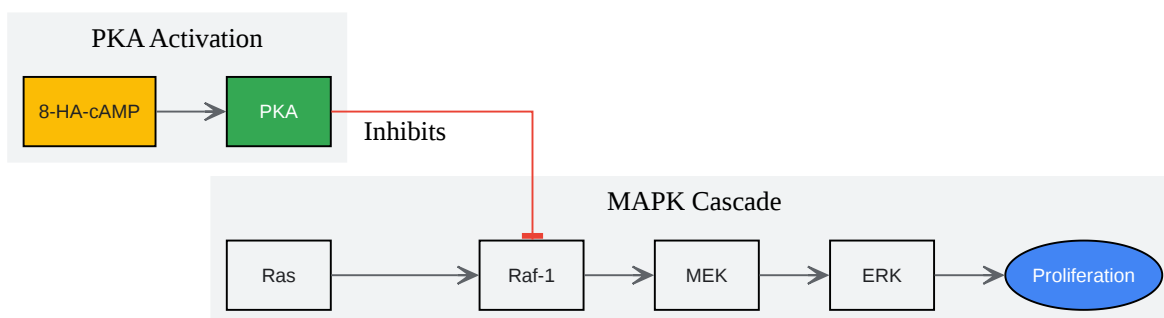 PKA Activation
8-HA-cAMP
PKA
Inhibits
MAPK Cascade
Ras
Raf-1
MEK
ERK
Proliferation